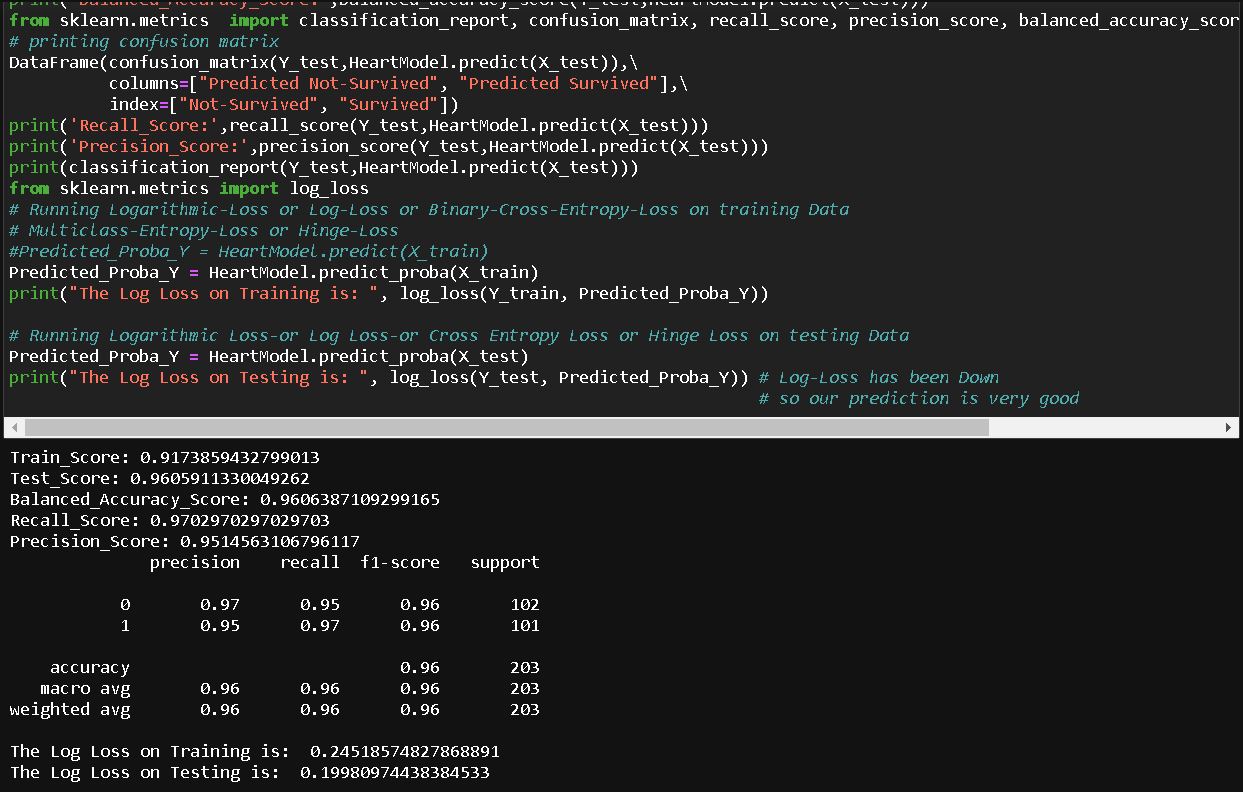 print('Balanced_Accuracy_Score:',balanced_accuracy_score(Y_test,HeartModel.predict(X_test)))
from sklearn.metrics  import classification_report, confusion_matrix, recall_score, precision_score, balanced_accuracy_scor
# printing confusion matrix
DataFrame(confusion_matrix(Y_test,HeartModel.predict(X_test)),\
          columns=["Predicted Not-Survived", "Predicted Survived"],\
          index=["Not-Survived", "Survived"])
print('Recall_Score:',recall_score(Y_test,HeartModel.predict(X_test)))
print('Precision_Score:',precision_score(Y_test,HeartModel.predict(X_test)))
print(classification_report(Y_test,HeartModel.predict(X_test)))
from sklearn.metrics import log_loss
# Running Logarithmic-Loss or Log-Loss or Binary-Cross-Entropy-Loss on training Data
# Multiclass-Entropy-Loss or Hinge-Loss
#Predicted_Proba_Y = HeartModel.predict(X_train)
Predicted_Proba_Y = HeartModel.predict_proba(X_train)
print("The Log Loss on Training is: ", log_loss(Y_train, Predicted_Proba_Y))
# Running Logarithmic Loss-or Log Loss-or Cross Entropy Loss or Hinge Loss on testing Data
Predicted_Proba_Y = HeartModel.predict_proba(X_test)
print("The Log Loss on Testing is: ", log_loss(Y_test, Predicted_Proba_Y)) # Log-Loss has been Down
# so our prediction is very good
Train_Score: 0.9173859432799013
Test_Score: 0.9605911330049262
Balanced_Accuracy_Score: 0.9606387109299165
Recall_Score: 0.9702970297029703
Precision_Score: 0.9514563106796117
precision    recall  f1-score   support
0       0.97      0.95      0.96       102
1       0.95      0.97      0.96       101
accuracy                           0.96       203
macro avg       0.96      0.96      0.96       203
weighted avg       0.96      0.96      0.96       203
The Log Loss on Training is:  0.24518574827868891
The Log Loss on Testing is:  0.19980974438384533